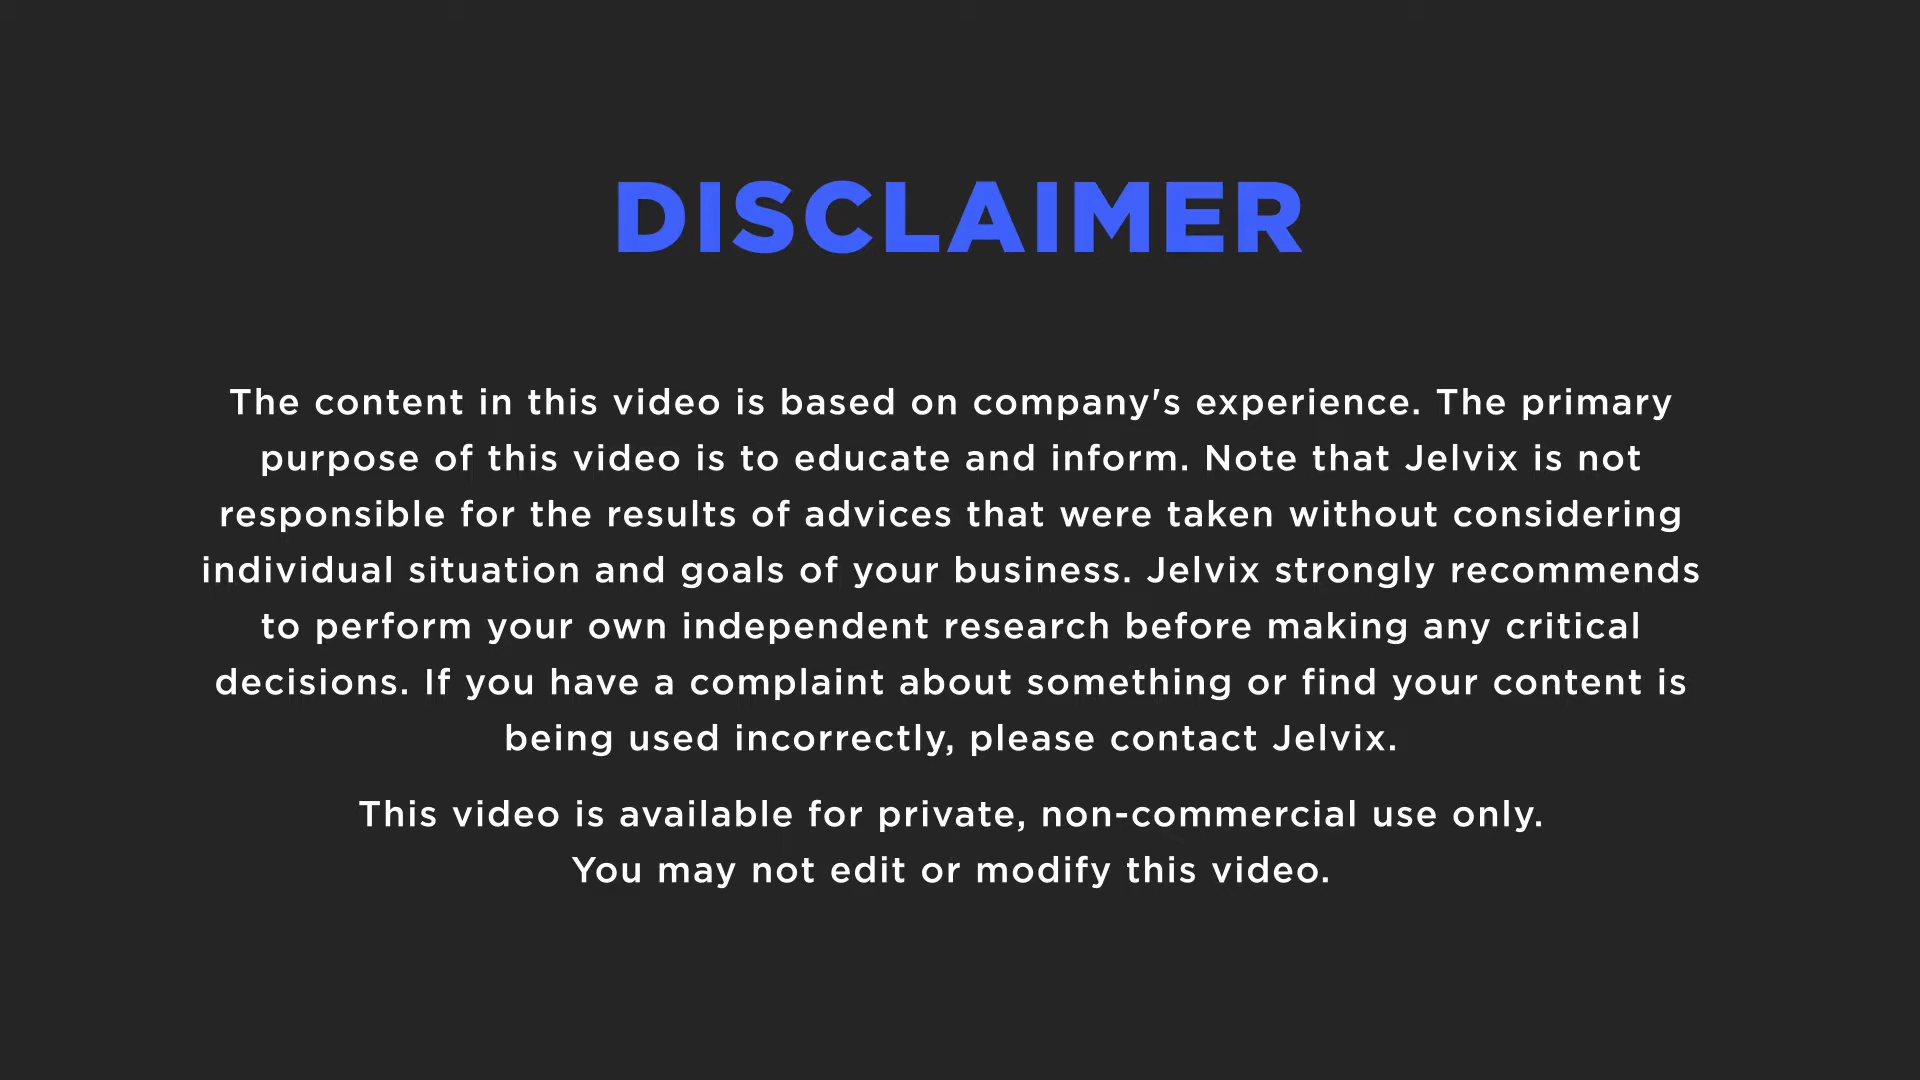 DISCLAIMER
The content in this video is based on company's experience. The primary
purpose of this video is to educate and inform. Note that Jelvix is not
responsible for the results of advices that were taken without considering
individual situation and goals of your business. Jelvix strongly recommends
to perform your own independent research before making any critical
decisions. If you have a complaint about something or find your content is
being used incorrectly, please contact Jelvix.
This video is available for private, non-commercial use only.
You may not edit or modify this video.